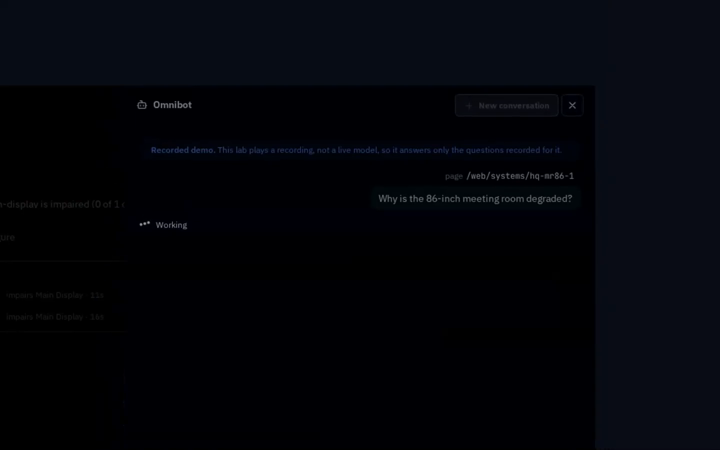 Omnibot
+ New conversation
Recorded demo. This lab plays a recording, not a live model, so it answers only the questions recorded for it.
page /web/systems/hq-mr86-1
Why is the 86-inch meeting room degraded?
-display is impaired (0 of 1
Working
ure
impairs Main Display · 11s
impairs Main Display · 16s